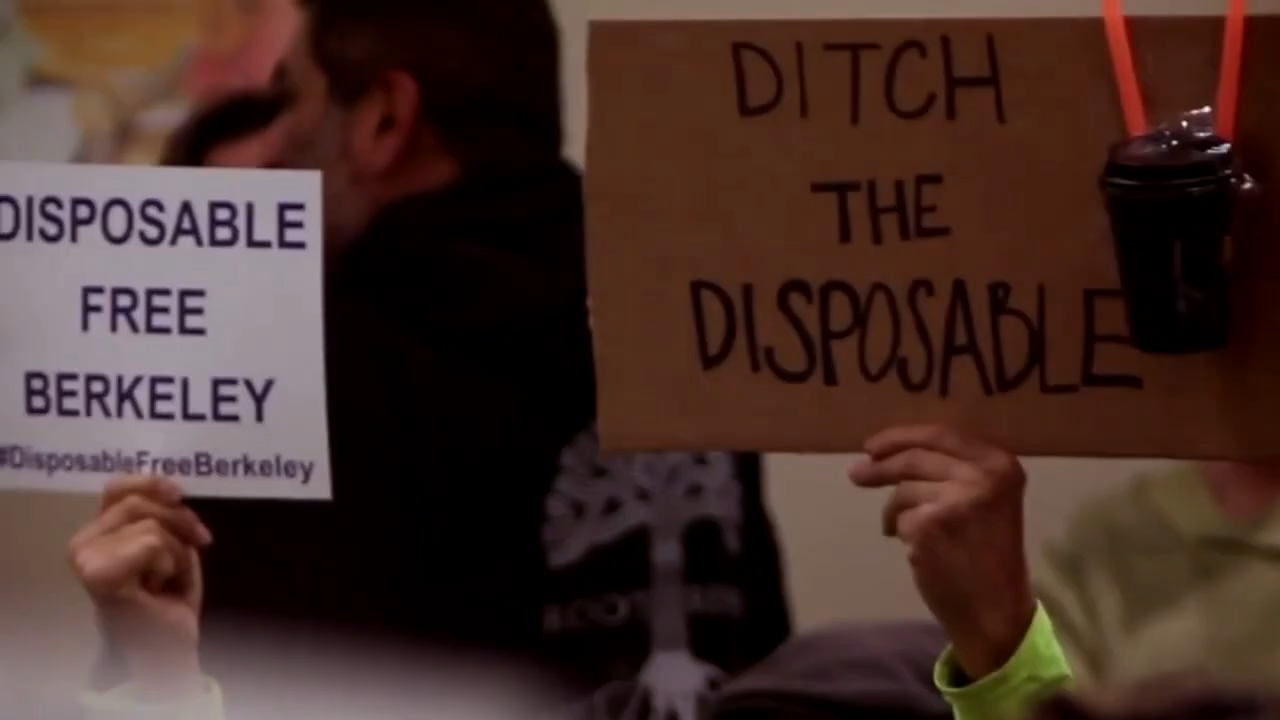 DISPOSABLE
FREE
BERKELEY
#DisposableFreeBerkeley
DITCH
THE
DISPOSABLE